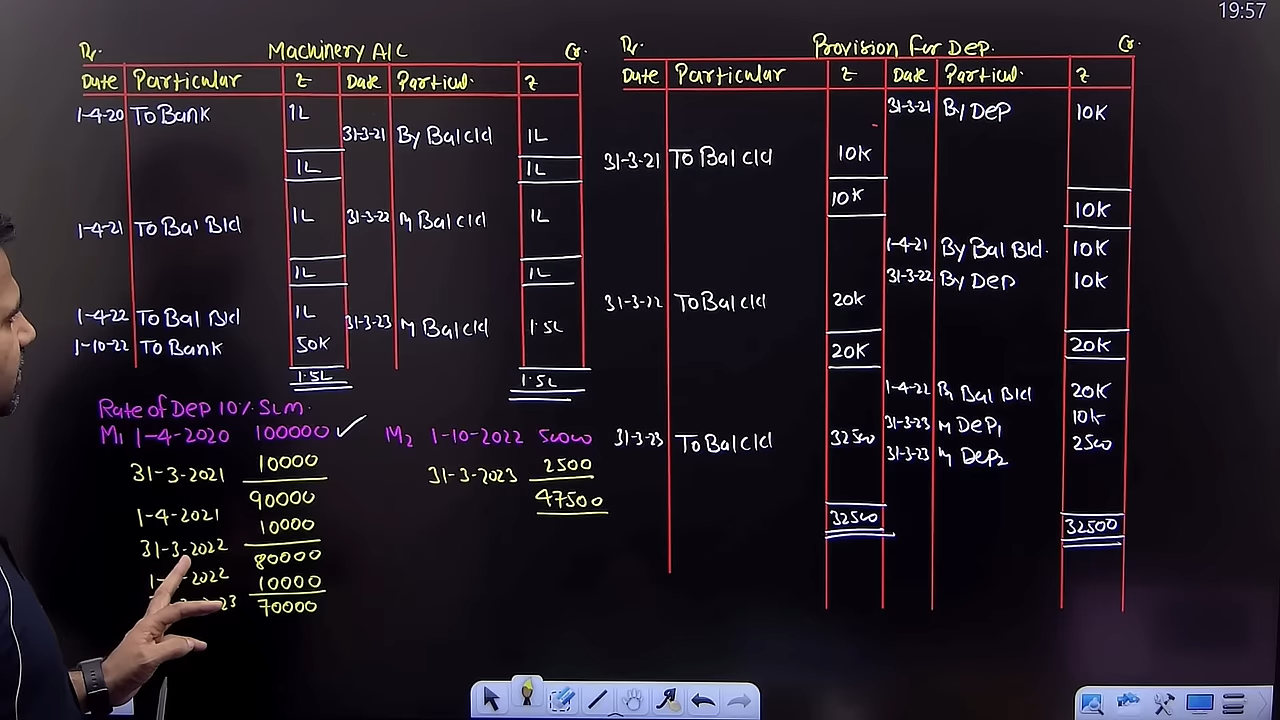 19:57
Dr. Machinery A/C Cr.
Date Particular ₹ Date Particul. ₹
1-4-20 To Bank 1L
31-3-21 By Bal c/d 1L
1L 1L
1-4-21 To Bal B/d 1L 31-3-22 " Bal c/d 1L
1L 1L
1-4-22 To Bal B/d 1L 31-3-23 " Bal c/d 1.5L
1-10-22 To Bank 50K
1.5L 1.5L
Rate of Dep 10% SLM.
M1 1-4-2020 100000 ✓
31-3-2021 10000
90000
1-4-2021 10000
31-3-2022 80000
2022 10000
70000
M2 1-10-2022 50000
31-3-2023 2500
47500
Dr. Provision For Dep. Cr.
Date Particular ₹ Date Particul. ₹
31-3-21 By Dep 10K
31-3-21 To Bal c/d 10K
10K 10K
1-4-21 By Bal B/d. 10K
31-3-22 By Dep 10K
31-3-22 To Bal c/d 20K
20K 20K
1-4-22 By Bal B/d 20K
31-3-23 " Dep1 10K
31-3-23 To Bal c/d 32500 31-3-23 " Dep2 2500
32500 32500